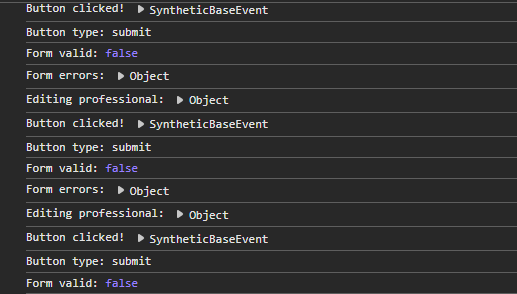 Button clicked! ▶ SyntheticBaseEvent
Button type: submit
Form valid: false
Form errors: ▶ Object
Editing professional: ▶ Object
Button clicked! ▶ SyntheticBaseEvent
Button type: submit
Form valid: false
Form errors: ▶ Object
Editing professional: ▶ Object
Button clicked! ▶ SyntheticBaseEvent
Button type: submit
Form valid: false